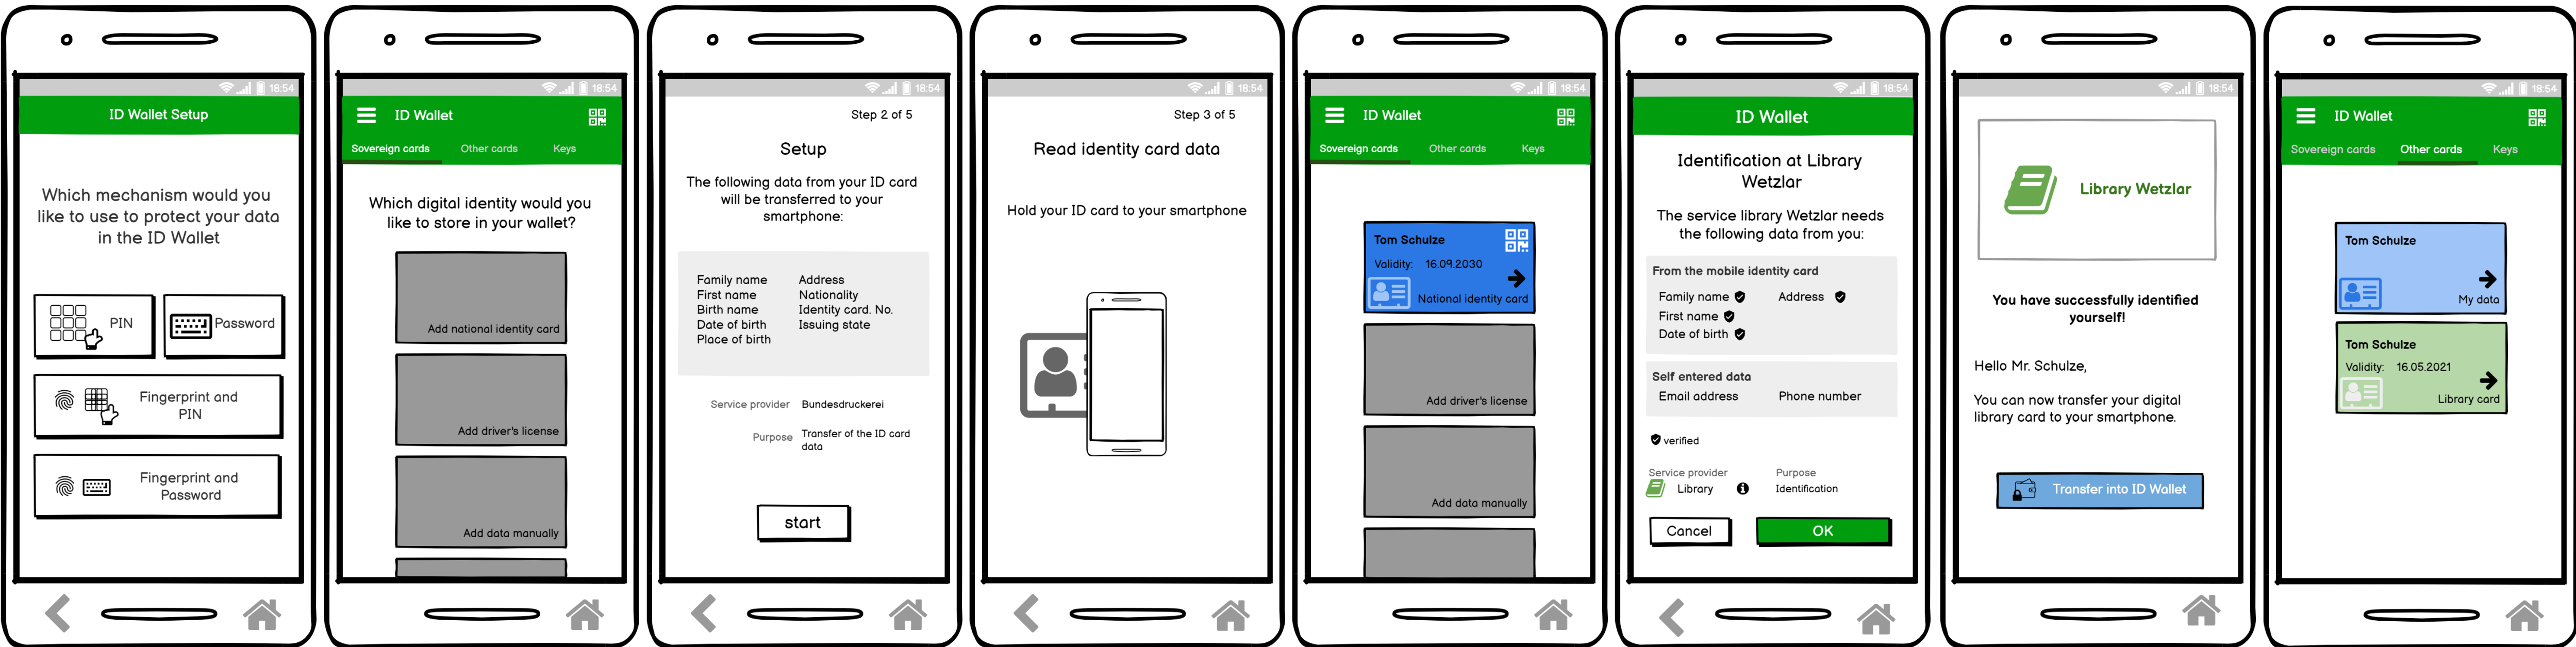 18:54
ID Wallet Setup
Which mechanism would you
like to use to protect your data
in the ID Wallet
PIN
Password
Fingerprint and
PIN
Fingerprint and
Password
18:54
ID Wallet
Sovereign cards Other cards Keys
Which digital identity would you
like to store in your wallet?
Add national identity card
Add driver's license
Add data manually
18:54
Step 2 of 5
Setup
The following data from your ID card
will be transferred to your
smartphone:
Family name Address
First name Nationality
Birth name Identity card. No.
Date of birth Issuing state
Place of birth
Service provider Bundesdruckerei
Purpose Transfer of the ID card
data
start
18:54
Step 3 of 5
Read identity card data
Hold your ID card to your smartphone
18:54
ID Wallet
Sovereign cards Other cards Keys
Tom Schulze
Validity: 16.09.2030
National identity card
Add driver's license
Add data manually
18:54
ID Wallet
Identification at Library
Wetzlar
The service library Wetzlar needs
the following data from you:
From the mobile identity card
Family name Address
First name
Date of birth
Self entered data
Email address Phone number
verified
Service provider Purpose
Library Identification
Cancel OK
18:54
Library Wetzlar
You have successfully identified
yourself!
Hello Mr. Schulze,
You can now transfer your digital
library card to your smartphone.
Transfer into ID Wallet
18:54
ID Wallet
Sovereign cards Other cards Keys
Tom Schulze
My data
Tom Schulze
Validity: 16.05.2021
Library card